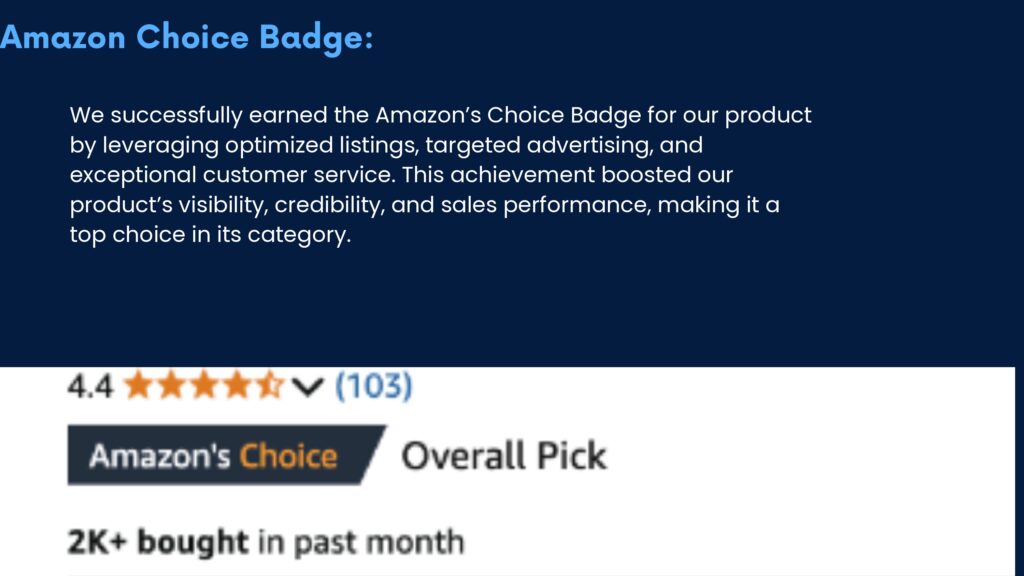 Amazon Choice Badge:
We successfully earned the Amazon’s Choice Badge for our product
by leveraging optimized listings, targeted advertising, and
exceptional customer service. This achievement boosted our
product’s visibility, credibility, and sales performance, making it a
top choice in its category.
4.4 (103)
Amazon's Choice Overall Pick
2K+ bought in past month